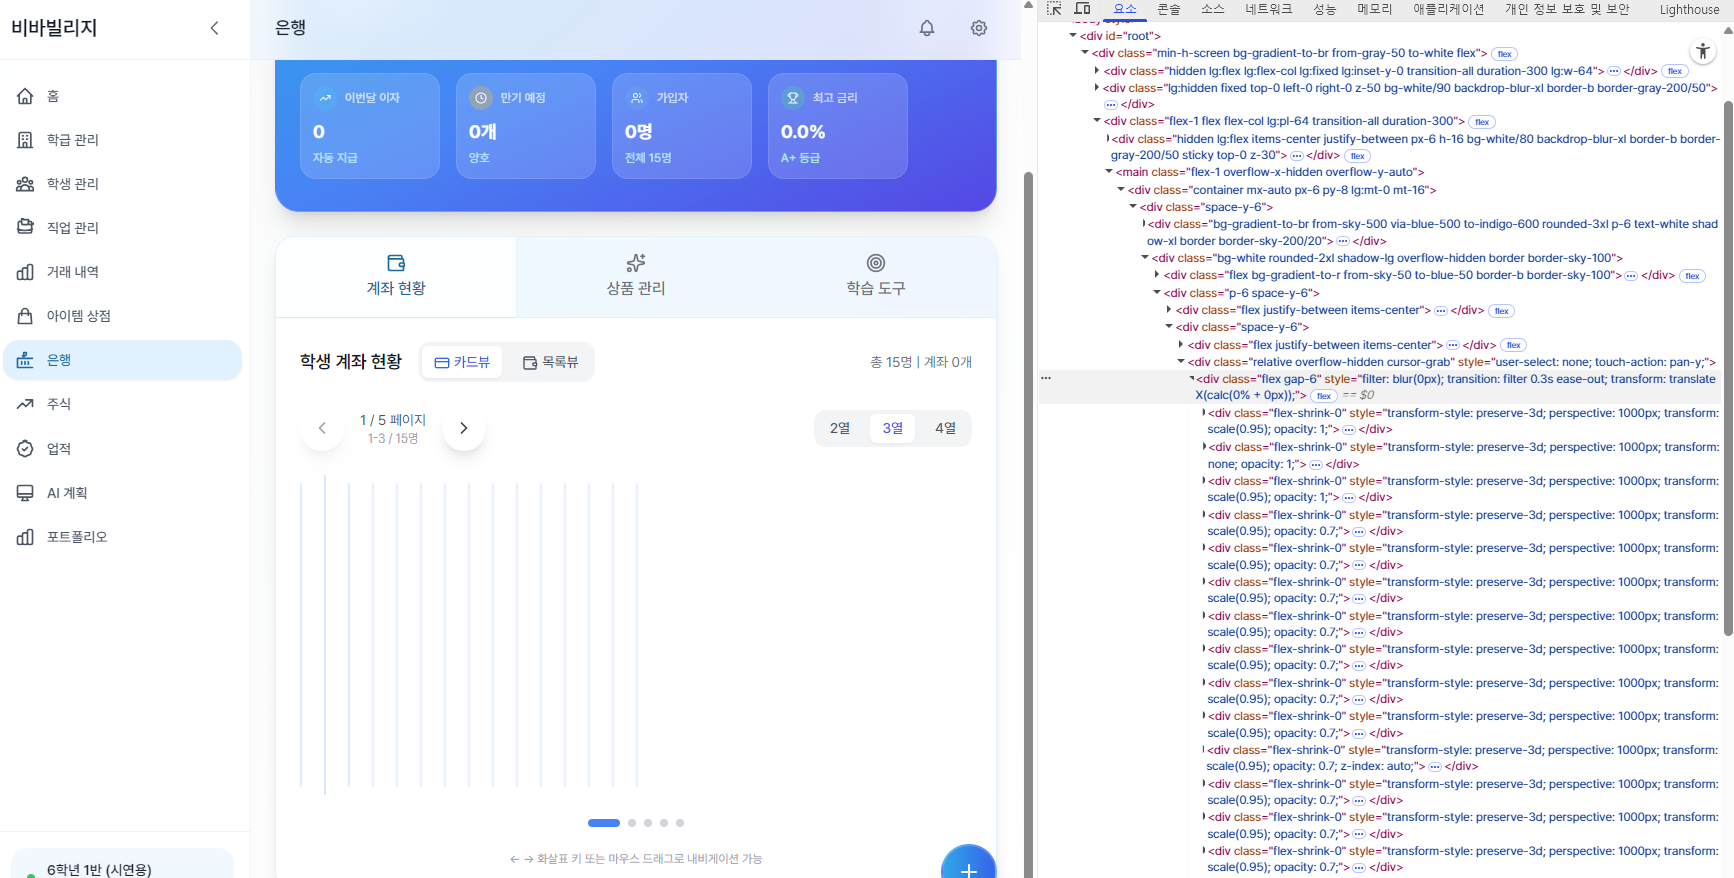 비바빌리지
홈
학급 관리
학생 관리
직업 관리
거래 내역
아이템 상점
은행
주식
업적
AI 계획
포트폴리오
6학년 1반 (시연용)
은행
이번달 이자
0
자동 지급
만기 예정
0개
양호
가입자
0명
전체 15명
최고 금리
0.0%
A+ 등급
계좌 현황
상품 관리
학습 도구
학생 계좌 현황
카드뷰
목록뷰
총 15명 | 계좌 0개
1 / 5 페이지
1-3 / 15명
2열
3열
4열
← → 화살표 키 또는 마우스 드래그로 내비게이션 가능
요소 콘솔 소스 네트워크 성능 메모리 애플리케이션 개인 정보 보호 및 보안 Lighthouse
<div id="root">
<div class="min-h-screen bg-gradient-to-br from-gray-50 to-white flex"> flex
<div class="hidden lg:flex lg:flex-col lg:fixed lg:inset-y-0 transition-all duration-300 lg:w-64"> ⋯ </div> flex
<div class="lg:hidden fixed top-0 left-0 right-0 z-50 bg-white/90 backdrop-blur-xl border-b border-gray-200/50">
⋯ </div>
<div class="flex-1 flex flex-col lg:pl-64 transition-all duration-300"> flex
<div class="hidden lg:flex items-center justify-between px-6 h-16 bg-white/80 backdrop-blur-xl border-b border-
gray-200/50 sticky top-0 z-30"> ⋯ </div> flex
<main class="flex-1 overflow-x-hidden overflow-y-auto">
<div class="container mx-auto px-6 py-8 lg:mt-0 mt-16">
<div class="space-y-6">
<div class="bg-gradient-to-br from-sky-500 via-blue-500 to-indigo-600 rounded-3xl p-6 text-white shad
ow-xl border border-sky-200/20"> ⋯ </div>
<div class="bg-white rounded-2xl shadow-lg overflow-hidden border border-sky-100">
<div class="flex bg-gradient-to-r from-sky-50 to-blue-50 border-b border-sky-100"> ⋯ </div> flex
<div class="p-6 space-y-6">
<div class="flex justify-between items-center"> ⋯ </div> flex
<div class="space-y-6">
<div class="flex justify-between items-center"> ⋯ </div> flex
<div class="relative overflow-hidden cursor-grab" style="user-select: none; touch-action: pan-y;">
<div class="flex gap-6" style="filter: blur(0px); transition: filter 0.3s ease-out; transform: translate
X(calc(0% + 0px));"> flex == $0
<div class="flex-shrink-0" style="transform-style: preserve-3d; perspective: 1000px; transform:
scale(0.95); opacity: 1;"> ⋯ </div>
<div class="flex-shrink-0" style="transform-style: preserve-3d; perspective: 1000px; transform:
none; opacity: 1;"> ⋯ </div>
<div class="flex-shrink-0" style="transform-style: preserve-3d; perspective: 1000px; transform:
scale(0.95); opacity: 1;"> ⋯ </div>
<div class="flex-shrink-0" style="transform-style: preserve-3d; perspective: 1000px; transform:
scale(0.95); opacity: 0.7;"> ⋯ </div>
<div class="flex-shrink-0" style="transform-style: preserve-3d; perspective: 1000px; transform:
scale(0.95); opacity: 0.7;"> ⋯ </div>
<div class="flex-shrink-0" style="transform-style: preserve-3d; perspective: 1000px; transform:
scale(0.95); opacity: 0.7;"> ⋯ </div>
<div class="flex-shrink-0" style="transform-style: preserve-3d; perspective: 1000px; transform:
scale(0.95); opacity: 0.7;"> ⋯ </div>
<div class="flex-shrink-0" style="transform-style: preserve-3d; perspective: 1000px; transform:
scale(0.95); opacity: 0.7;"> ⋯ </div>
<div class="flex-shrink-0" style="transform-style: preserve-3d; perspective: 1000px; transform:
scale(0.95); opacity: 0.7;"> ⋯ </div>
<div class="flex-shrink-0" style="transform-style: preserve-3d; perspective: 1000px; transform:
scale(0.95); opacity: 0.7;"> ⋯ </div>
<div class="flex-shrink-0" style="transform-style: preserve-3d; perspective: 1000px; transform:
scale(0.95); opacity: 0.7; z-index: auto;"> ⋯ </div>
<div class="flex-shrink-0" style="transform-style: preserve-3d; perspective: 1000px; transform:
scale(0.95); opacity: 0.7;"> ⋯ </div>
<div class="flex-shrink-0" style="transform-style: preserve-3d; perspective: 1000px; transform:
scale(0.95); opacity: 0.7;"> ⋯ </div>
<div class="flex-shrink-0" style="transform-style: preserve-3d; perspective: 1000px; transform:
scale(0.95); opacity: 0.7;"> ⋯ </div>